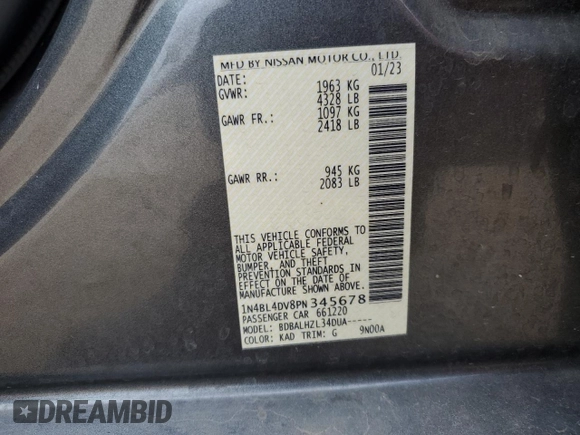 MFD BY NISSAN MOTOR CO., LTD.
DATE: 01/23
GVWR: 1963 KG
4328 LB
GAWR FR.: 1097 KG
2418 LB
GAWR RR.: 945 KG
2083 LB
THIS VEHICLE CONFORMS TO
ALL APPLICABLE FEDERAL
MOTOR VEHICLE SAFETY,
BUMPER, AND THEFT
PREVENTION STANDARDS IN
EFFECT ON THE DATE OF
MANUFACTURE SHOWN ABOVE.
1N4BL4DV8PN345678
PASSENGER CAR 661220
MODEL: BDBALHZL34DUA-----
COLOR: KAD TRIM: G 9N00A
DREAMBID